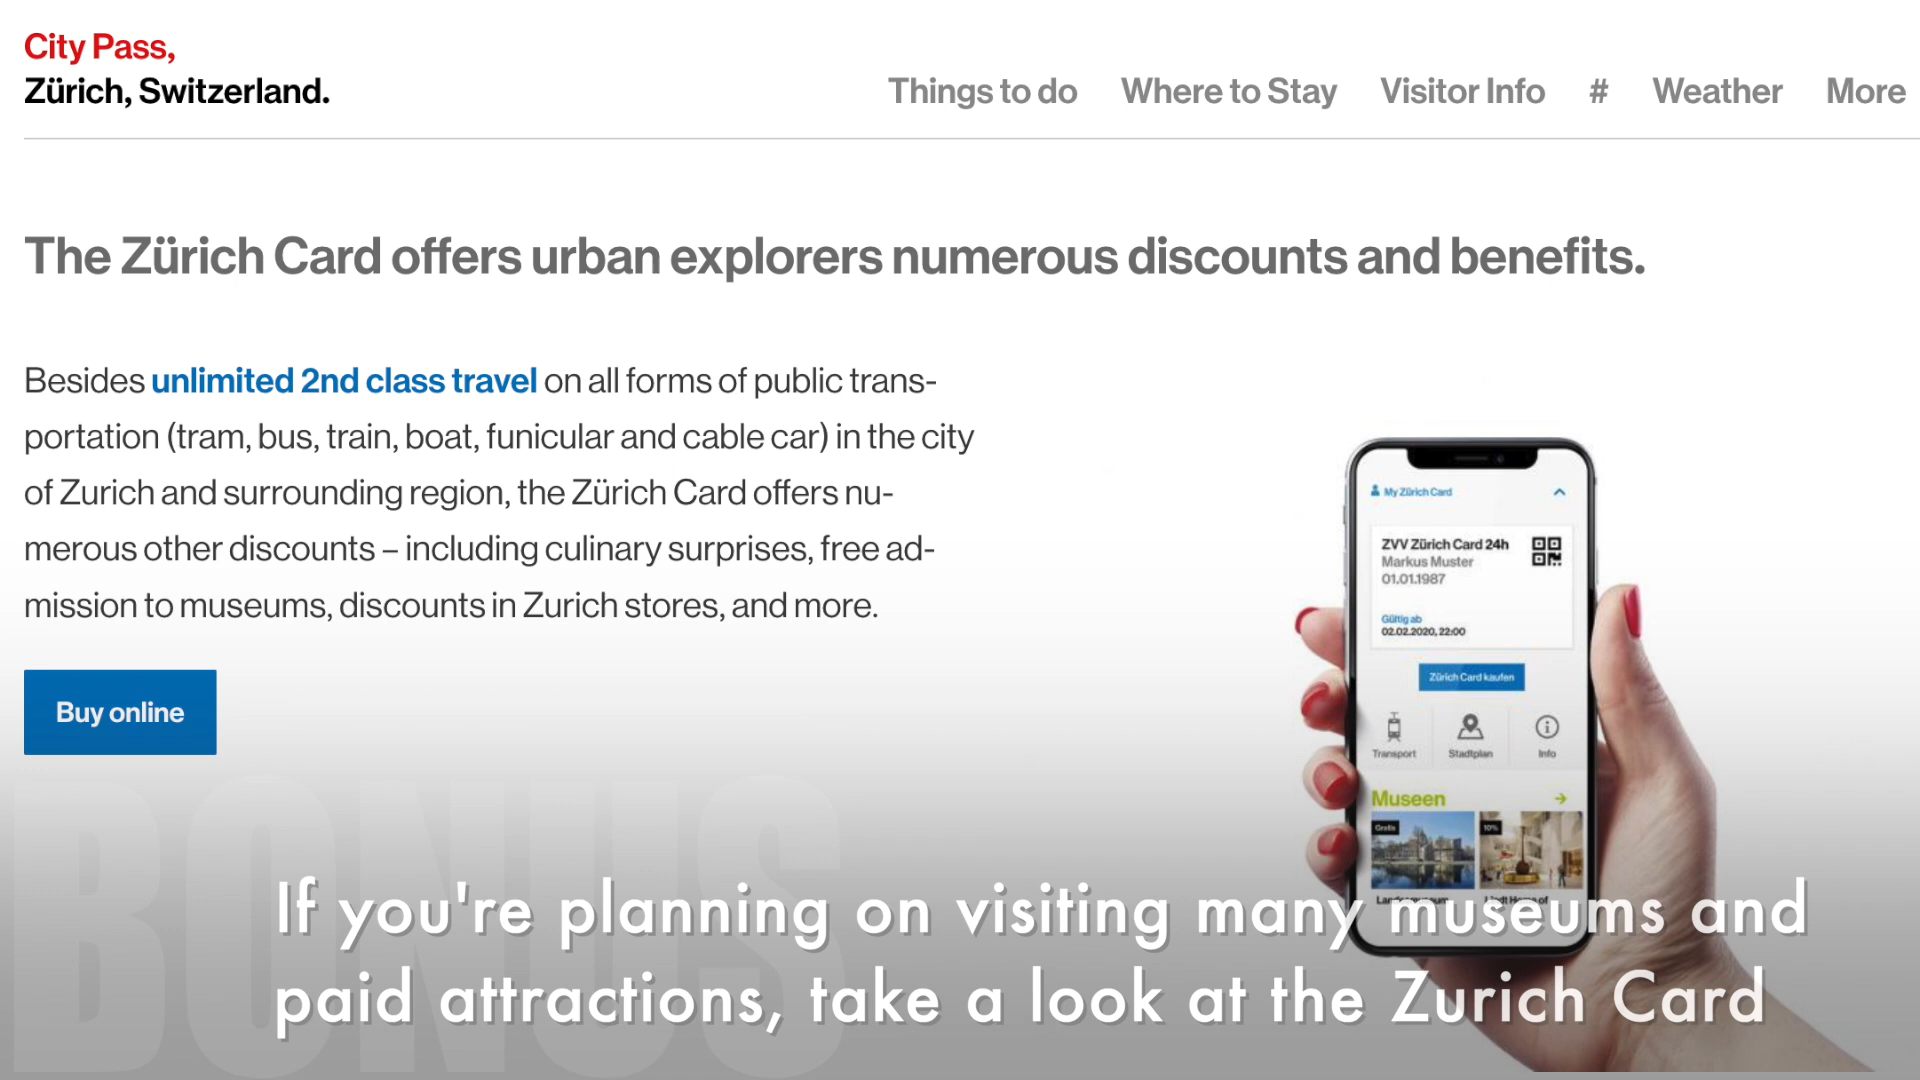 City Pass,
Zürich, Switzerland.
Things to do Where to Stay Visitor Info # Weather More
The Zürich Card offers urban explorers numerous discounts and benefits.
Besides unlimited 2nd class travel on all forms of public trans-
portation (tram, bus, train, boat, funicular and cable car) in the city
of Zurich and surrounding region, the Zürich Card offers nu-
merous other discounts – including culinary surprises, free ad-
mission to museums, discounts in Zurich stores, and more.
Buy online
My Zürich Card
ZVV Zürich Card 24h
Markus Muster
01.01.1987
Gültig ab
02.02.2020, 22:00
Zürich Card kaufen
Transport Stadtplan Info
Museen
Gratis 10%
BONUS
If you're planning on visiting many museums and
paid attractions, take a look at the Zurich Card